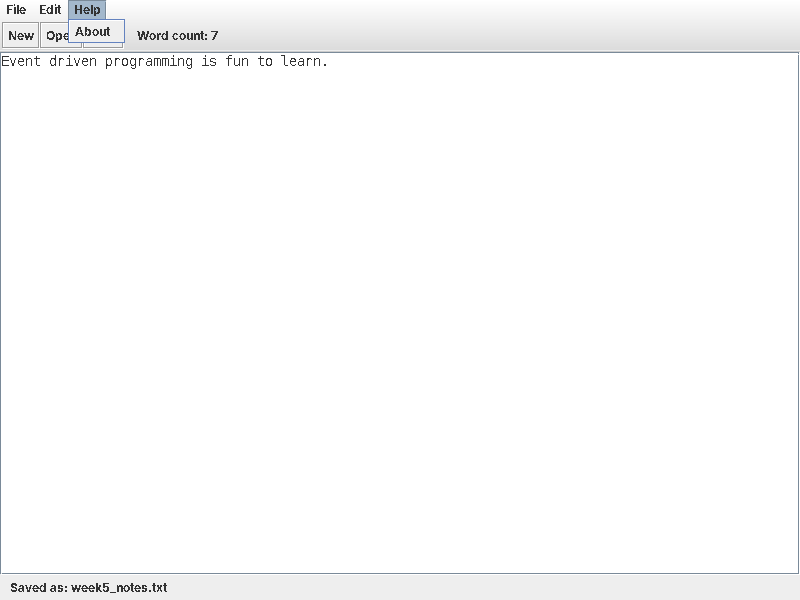 File Edit Help
About
New Ope Word count: 7
Event driven programming is fun to learn.
Saved as: week5_notes.txt